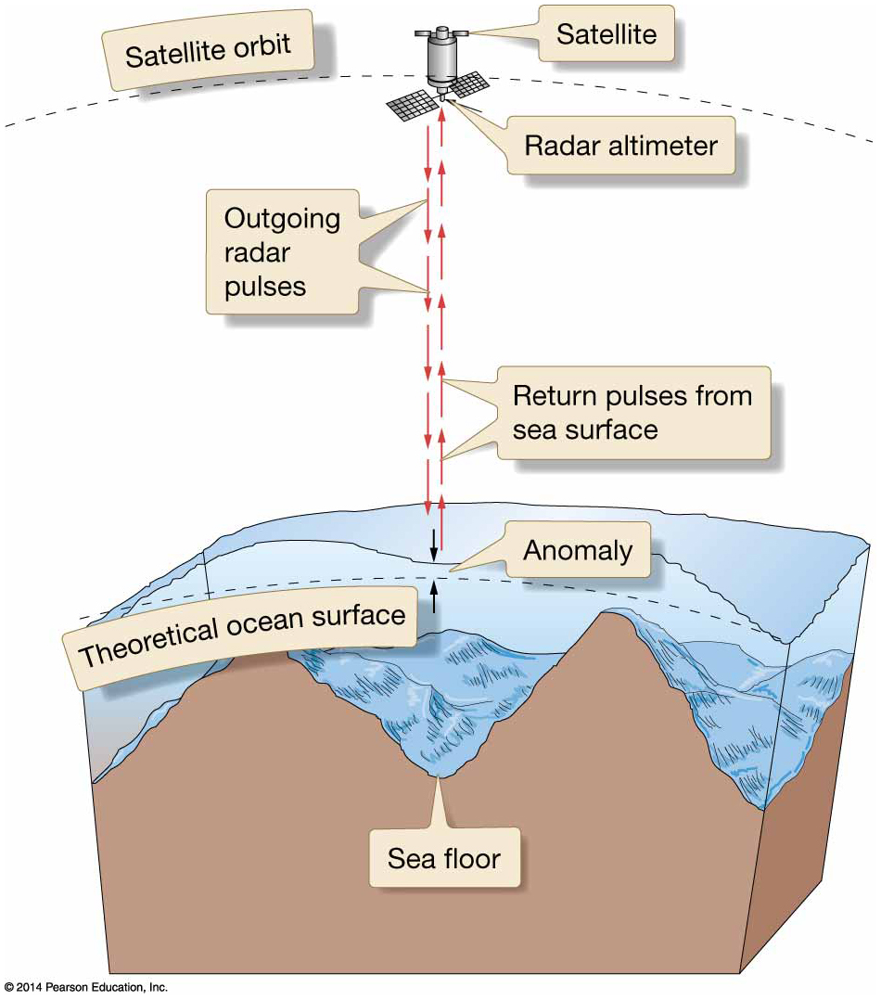 Satellite orbit
Satellite
Radar altimeter
Outgoing
radar
pulses
Return pulses from
sea surface
Anomaly
Theoretical ocean surface
Sea floor
© 2014 Pearson Education, Inc.